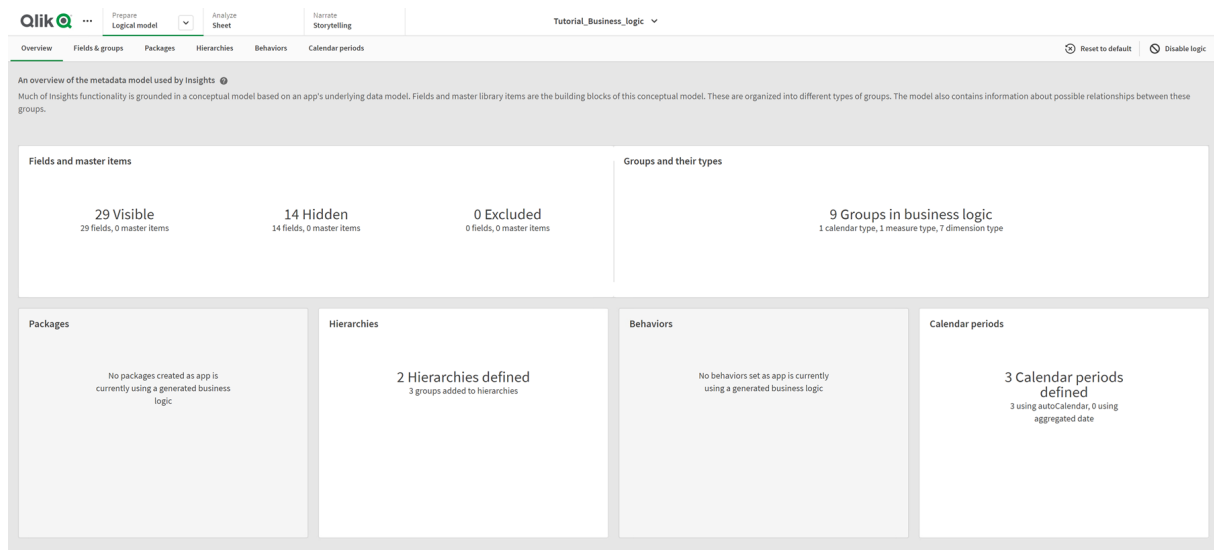 Qlik
Prepare
Logical model
Analyze
Sheet
Narrate
Storytelling
Tutorial_Business_logic
Overview
Fields & groups
Packages
Hierarchies
Behaviors
Calendar periods
Reset to default
Disable logic
An overview of the metadata model used by Insights
Much of Insights functionality is grounded in a conceptual model based on an app's underlying data model. Fields and master library items are the building blocks of this conceptual model. These are organized into different types of groups. The model also contains information about possible relationships between these
groups.
Fields and master items
29 Visible
29 fields, 0 master items
14 Hidden
14 fields, 0 master items
0 Excluded
0 fields, 0 master items
Groups and their types
9 Groups in business logic
1 calendar type, 1 measure type, 7 dimension type
Packages
No packages created as app is
currently using a generated business
logic
Hierarchies
2 Hierarchies defined
3 groups added to hierarchies
Behaviors
No behaviors set as app is currently
using a generated business logic
Calendar periods
3 Calendar periods
defined
3 using autoCalendar, 0 using
aggregated date